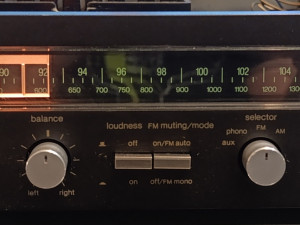 90 92 94 96 98 100 102 104
600 650 700 750 800 900 1000 1100 1200
balance loudness FM muting/mode selector
off on/FM auto phono FM AM
aux
left right on off/FM mono